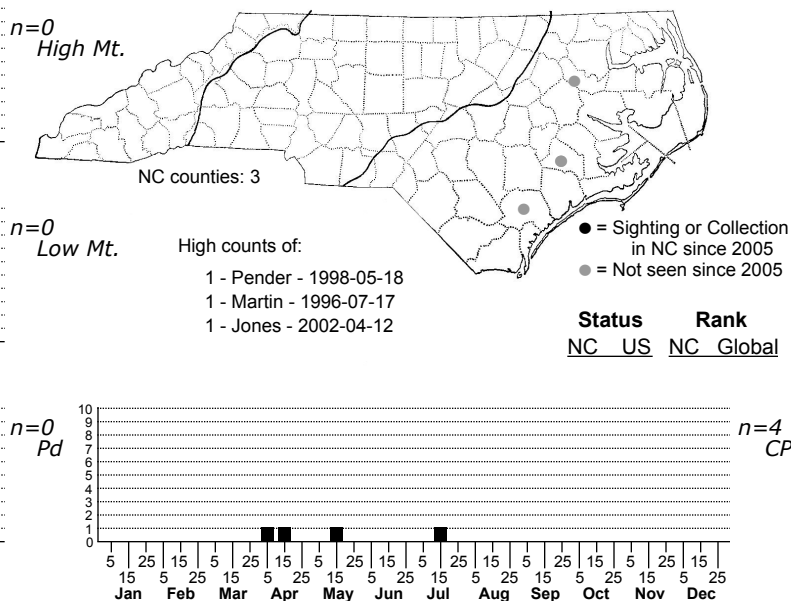 n=0
High Mt.
NC counties: 3
n=0
Low Mt.
High counts of:
1 - Pender - 1998-05-18
1 - Martin - 1996-07-17
1 - Jones - 2002-04-12
● = Sighting or Collection
in NC since 2005
● = Not seen since 2005
Status Rank
NC US NC Global
n=0
Pd
n=4
CP
10
9
8
7
6
5
4
3
2
1
0
5 25 15 5 25 15 5 25 15 5 25 15 5 25 15 5 25 15
15 5 25 15 5 25 15 5 25 15 5 25 15 5 25 15 5 25
Jan Feb Mar Apr May Jun Jul Aug Sep Oct Nov Dec